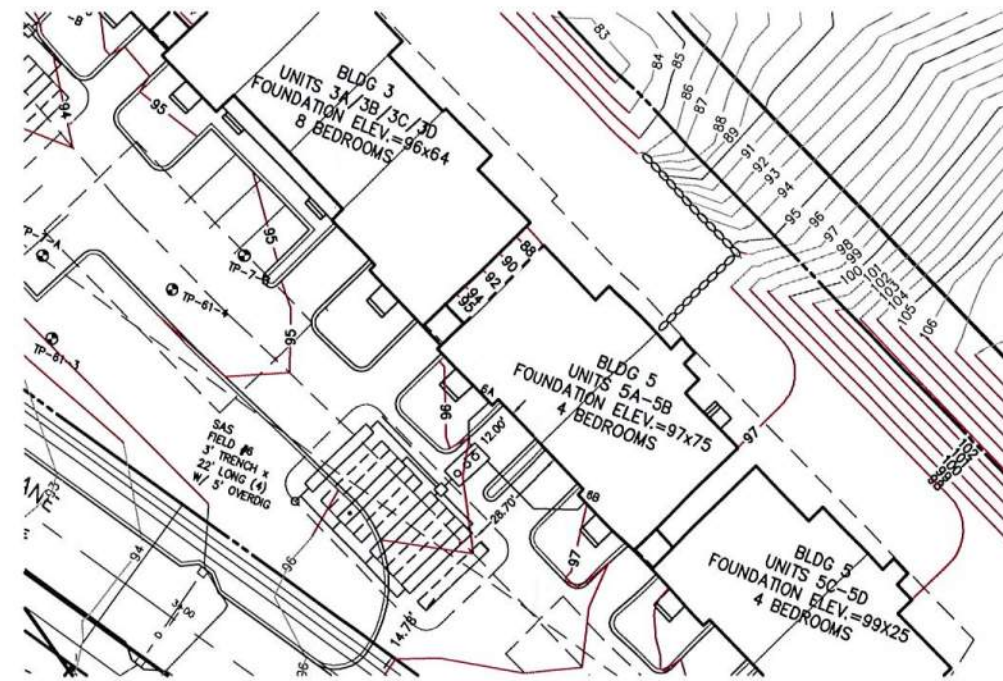 BLDG 3
UNITS 3A/3B/3C/3D
FOUNDATION ELEV.=96x64
8 BEDROOMS
BLDG 5
UNITS 5A-5B
FOUNDATION ELEV.=97x75
4 BEDROOMS
BLDG 5
UNITS 5C-5D
FOUNDATION ELEV.=99X25
4 BEDROOMS
SAS
FIELD #6
3' TRENCH x
22' LONG (4)
W/ 5' OVERDIG
TP-7-A
TP-61-4
TP-7-B
TP-61-3
94
95
95
95
88
90
92
94
95
96
97
97
96
96
94
6A
6B
12.00'
28.70'
14.78'
83
84
85
86
87
88
89
91
92
93
94
95
96
97
98
99
100
101
102
103
104
105
106